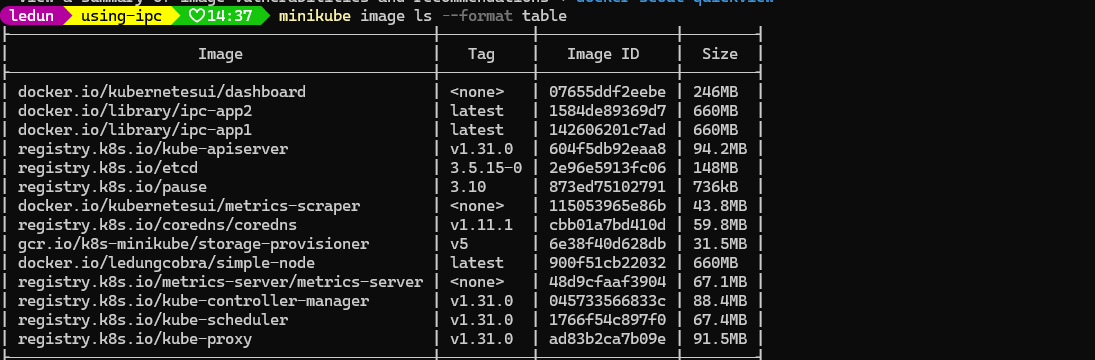 ledun using-ipc ♡14:37 minikube image ls --format table
Image | Tag | Image ID | Size
docker.io/kubernetesui/dashboard | <none> | 07655ddf2eebe | 246MB
docker.io/library/ipc-app2 | latest | 1584de89369d7 | 660MB
docker.io/library/ipc-app1 | latest | 142606201c7ad | 660MB
registry.k8s.io/kube-apiserver | v1.31.0 | 604f5db92eaa8 | 94.2MB
registry.k8s.io/etcd | 3.5.15-0 | 2e96e5913fc06 | 148MB
registry.k8s.io/pause | 3.10 | 873ed75102791 | 736kB
docker.io/kubernetesui/metrics-scraper | <none> | 115053965e86b | 43.8MB
registry.k8s.io/coredns/coredns | v1.11.1 | cbb01a7bd410d | 59.8MB
gcr.io/k8s-minikube/storage-provisioner | v5 | 6e38f40d628db | 31.5MB
docker.io/ledungcobra/simple-node | latest | 900f51cb22032 | 660MB
registry.k8s.io/metrics-server/metrics-server | <none> | 48d9cfaaf3904 | 67.1MB
registry.k8s.io/kube-controller-manager | v1.31.0 | 045733566833c | 88.4MB
registry.k8s.io/kube-scheduler | v1.31.0 | 1766f54c897f0 | 67.4MB
registry.k8s.io/kube-proxy | v1.31.0 | ad83b2ca7b09e | 91.5MB